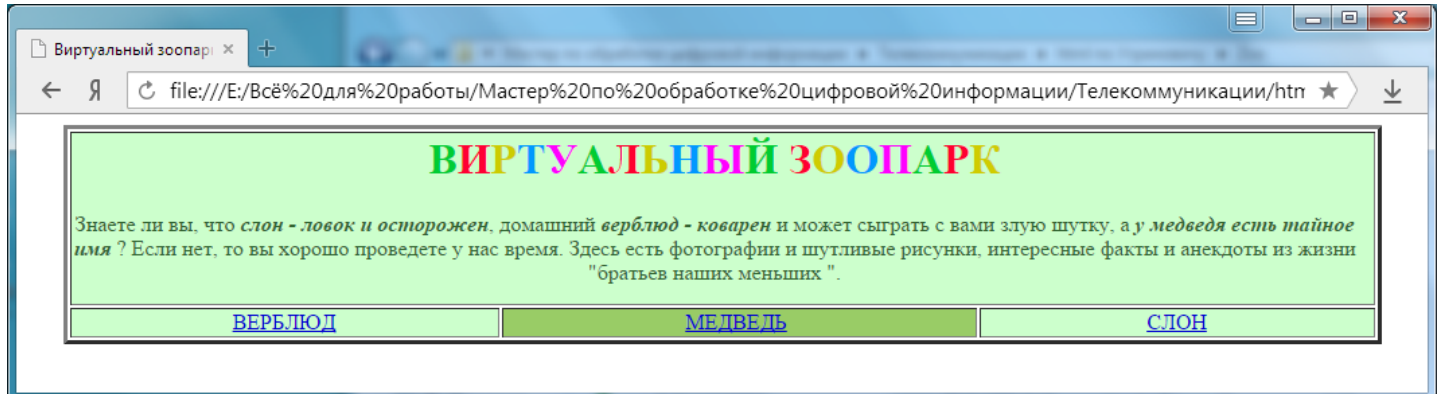 Виртуальный зоопар
Я
file:///E:/Всё%20для%20работы/Мастер%20по%20обработке%20цифровой%20информации/Телекоммуникации/htm
ВИРТУАЛЬНЫЙ ЗООПАРК
Знаете ли вы, что слон - ловок и осторожен, домашний верблюд - коварен и может сыграть с вами злую шутку, а у медведя есть тайное
имя ? Если нет, то вы хорошо проведете у нас время. Здесь есть фотографии и шутливые рисунки, интересные факты и анекдоты из жизни
"братьев наших меньших ".
ВЕРБЛЮД МЕДВЕДЬ СЛОН